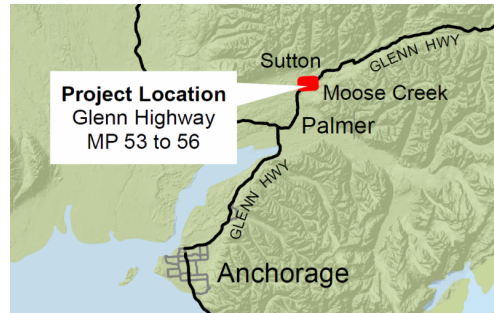 Sutton
GLENN HWY
Project Location
Glenn Highway
MP 53 to 56
Moose Creek
Palmer
GLENN HWY
Anchorage